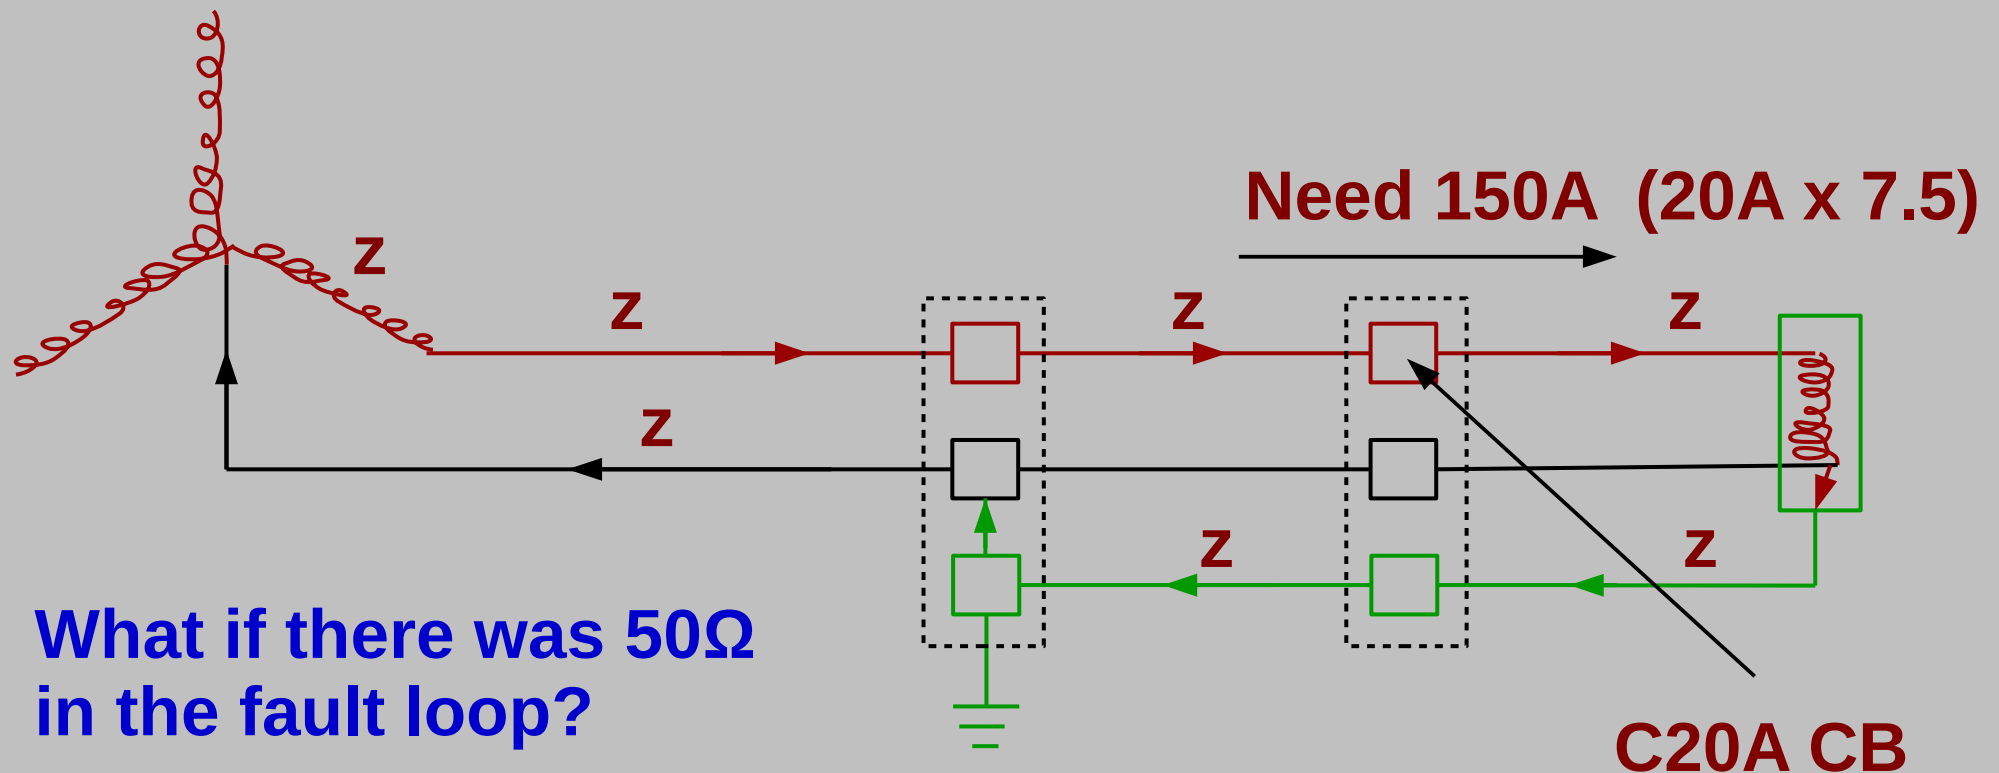 Need 150A (20A x 7.5)
z
z
z
z
z
z
z
What if there was 50Ω
in the fault loop?
C20A CB